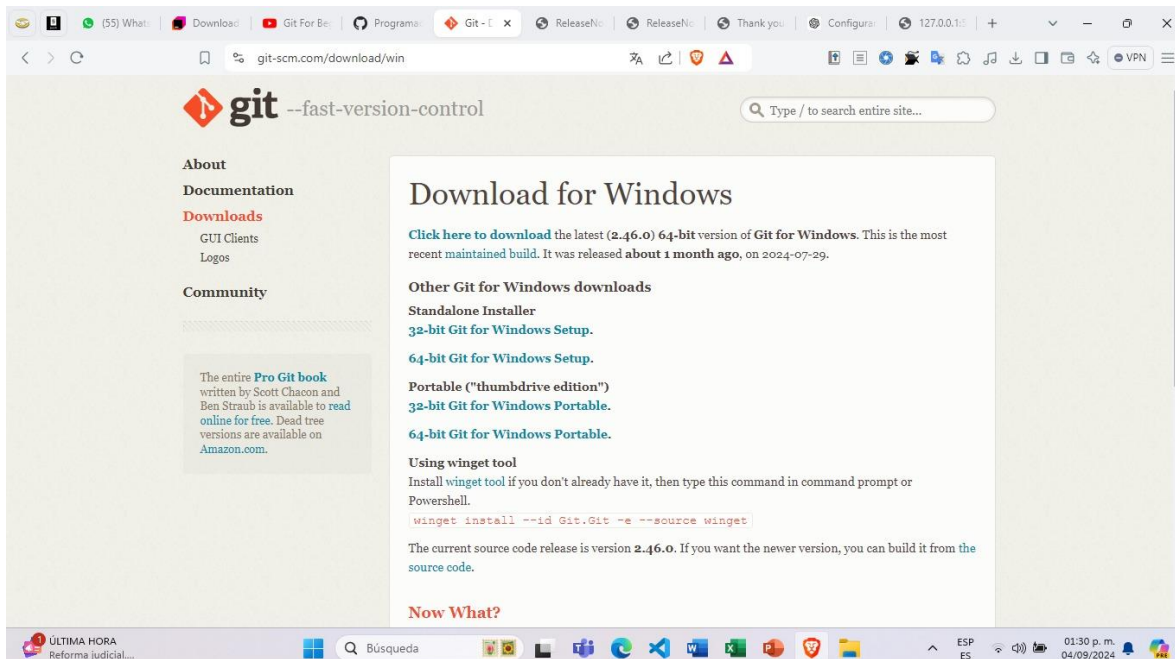 (55) What
Download
Git For Be
Programa
Git - D
ReleaseNo
ReleaseNo
Thank you
Configura
127.0.0.1:5
git-scm.com/download/win
VPN
git --fast-version-control
Type / to search entire site...
About
Documentation
Downloads
GUI Clients
Logos
Community
The entire Pro Git book
written by Scott Chacon and
Ben Straub is available to read
online for free. Dead tree
versions are available on
Amazon.com.
Download for Windows
Click here to download the latest (2.46.0) 64-bit version of Git for Windows. This is the most
recent maintained build. It was released about 1 month ago, on 2024-07-29.
Other Git for Windows downloads
Standalone Installer
32-bit Git for Windows Setup.
64-bit Git for Windows Setup.
Portable ("thumbdrive edition")
32-bit Git for Windows Portable.
64-bit Git for Windows Portable.
Using winget tool
Install winget tool if you don't already have it, then type this command in command prompt or
Powershell.
winget install --id Git.Git -e --source winget
The current source code release is version 2.46.0. If you want the newer version, you can build it from the
source code.
Now What?
1
ÚLTIMA HORA
Reforma judicial....
Búsqueda
ESP
ES
01:30 p. m.
04/09/2024
PRE